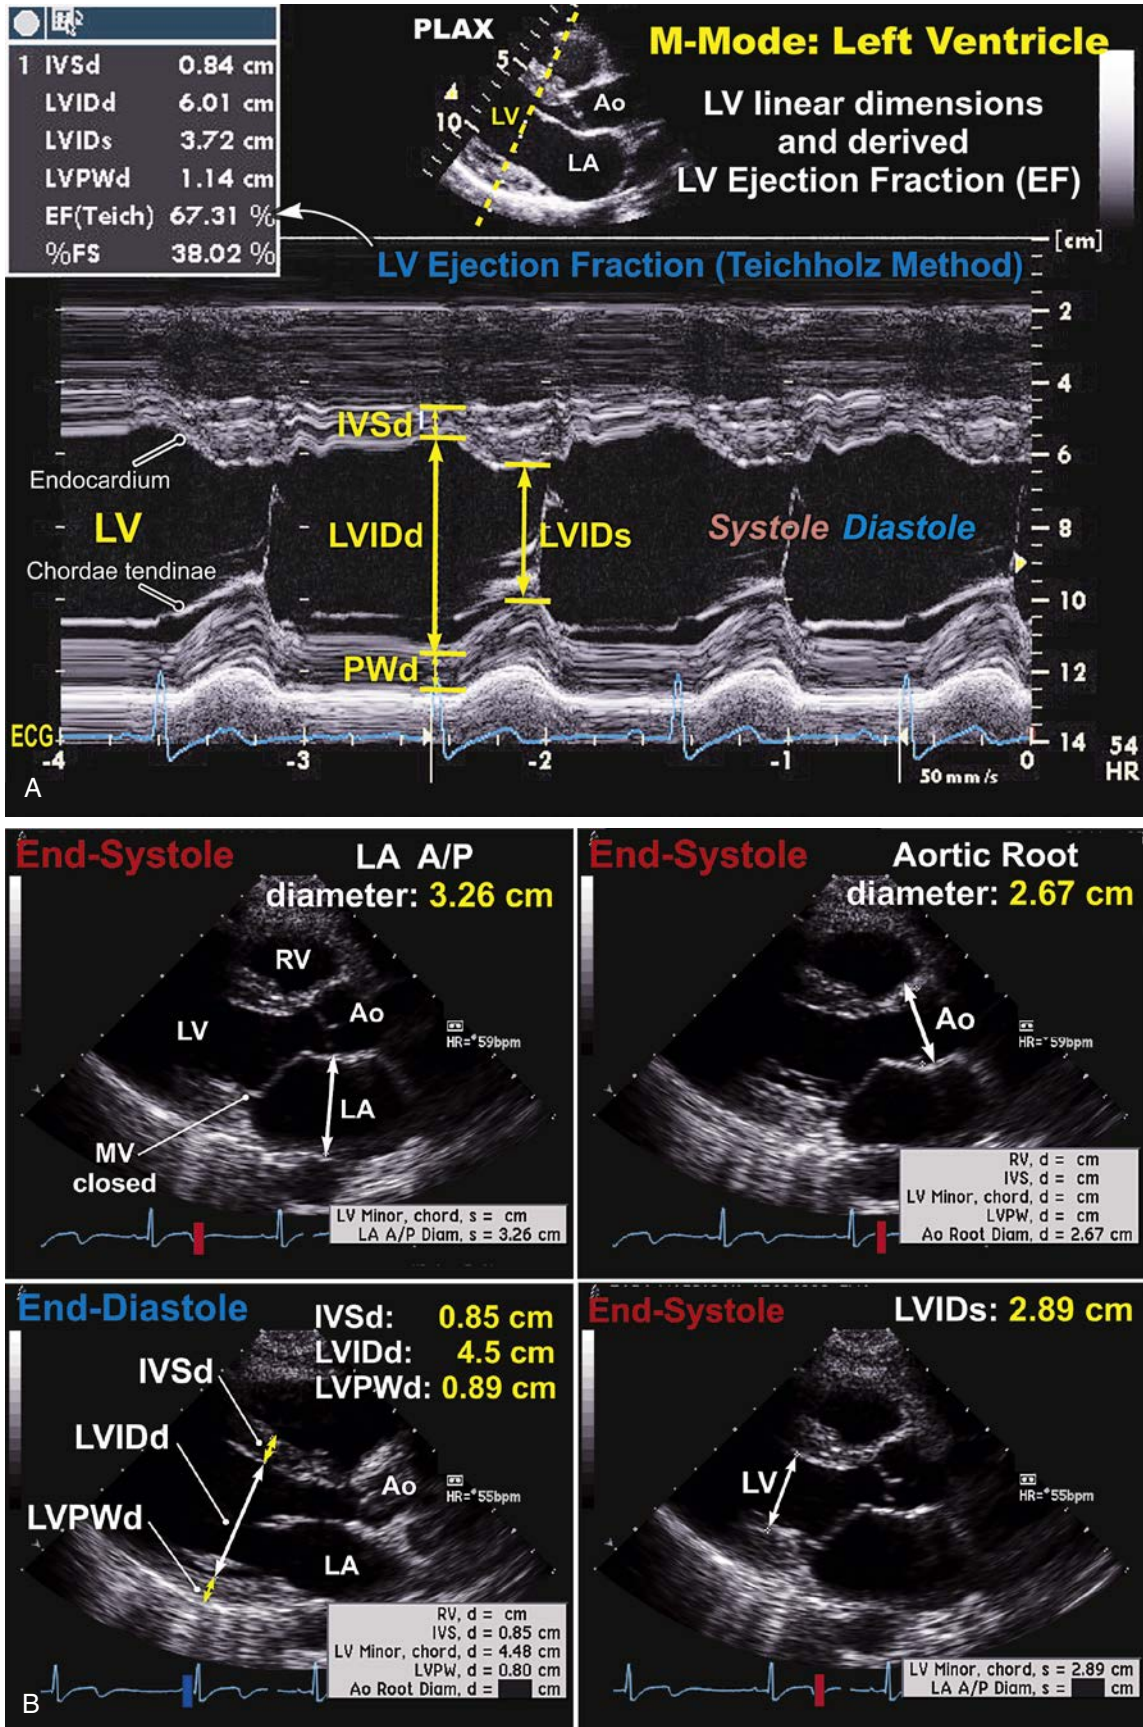 1 IVSd 0.84 cm
LVIDd 6.01 cm
LVIDs 3.72 cm
LVPWd 1.14 cm
EF(Teich) 67.31 %
%FS 38.02 %
PLAX
5
10
LV
Ao
LA
M-Mode: Left Ventricle
LV linear dimensions
and derived
LV Ejection Fraction (EF)
LV Ejection Fraction (Teichholz Method)
[cm]
2
4
6
8
10
12
14
IVSd
Endocardium
LV
LVIDd
LVIDs
Systole Diastole
Chordae tendinae
PWd
ECG
-4
-3
-2
-1
0
50 mm/s
54
HR
A
End-Systole
LA A/P
diameter: 3.26 cm
RV
Ao
LV
HR=*59bpm
LA
MV
closed
LV Minor, chord, s = cm
LA A/P Diam, s = 3.26 cm
End-Systole
Aortic Root
diameter: 2.67 cm
Ao
HR=*59bpm
RV, d = cm
IVS, d = cm
LV Minor, chord, d = cm
LVPW, d = cm
Ao Root Diam, d = 2.67 cm
End-Diastole
IVSd: 0.85 cm
LVIDd: 4.5 cm
LVPWd: 0.89 cm
IVSd
LVIDd
Ao
HR=*55bpm
LVPWd
LA
RV, d = cm
IVS, d = 0.85 cm
LV Minor, chord, d = 4.48 cm
LVPW, d = 0.80 cm
Ao Root Diam, d = cm
B
End-Systole
LVIDs: 2.89 cm
LV
HR=*55bpm
LV Minor, chord, s = 2.89 cm
LA A/P Diam, s = cm